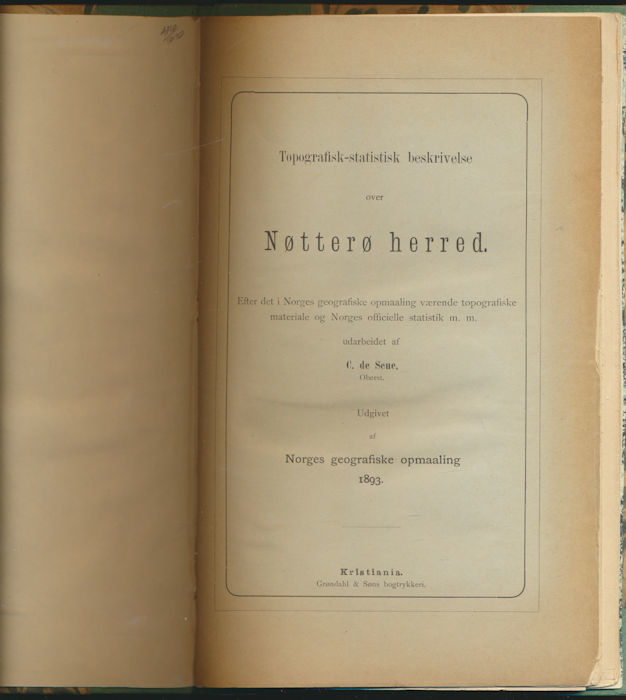 Topografisk-statistisk beskrivelse
over
Nøtterø herred.
Efter det i Norges geografiske opmaaling værende topografiske
materiale og Norges officielle statistik m. m.
udarbeidet af
C. de Seue,
Oberst.
Udgivet
af
Norges geografiske opmaaling
1893.
Kristiania.
Grøndahl & Søns bogtrykkeri.